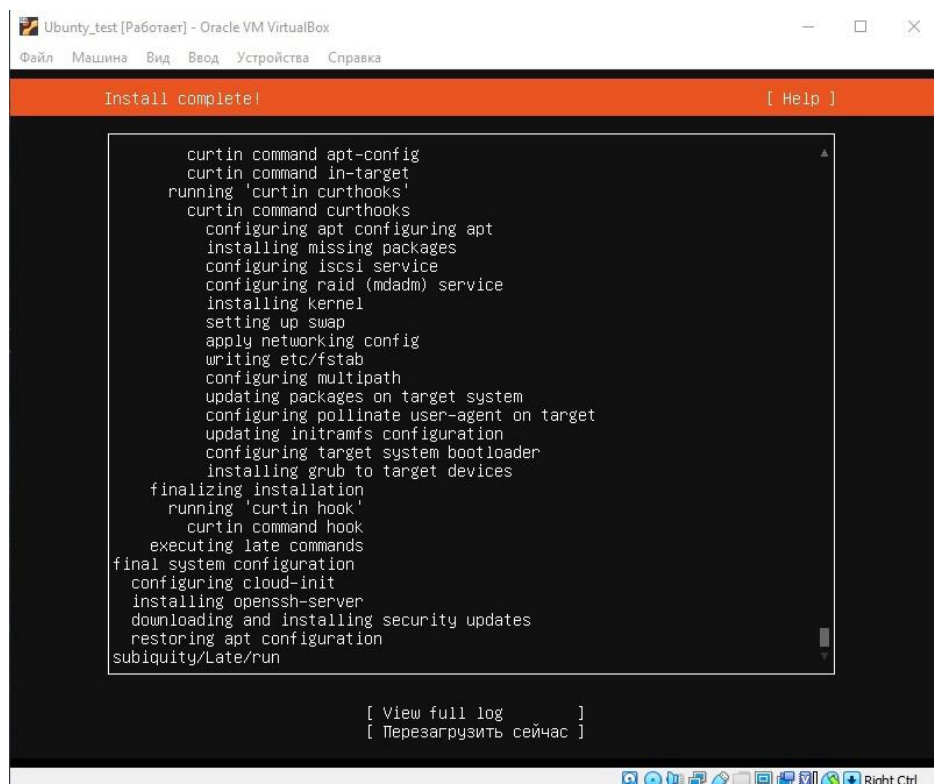 Ubunty_test [Работает] - Oracle VM VirtualBox
Файл Машина Вид Ввод Устройства Справка
Install complete! [ Help ]
curtin command apt-config
curtin command in-target
running 'curtin curthooks'
curtin command curthooks
configuring apt configuring apt
installing missing packages
configuring iscsi service
configuring raid (mdadm) service
installing kernel
setting up swap
apply networking config
writing etc/fstab
configuring multipath
updating packages on target system
configuring pollinate user-agent on target
updating initramfs configuration
configuring target system bootloader
installing grub to target devices
finalizing installation
running 'curtin hook'
curtin command hook
executing late commands
final system configuration
configuring cloud-init
installing openssh-server
downloading and installing security updates
restoring apt configuration
subiquity/Late/run
[ View full log ]
[ Перезагрузить сейчас ]
Right Ctrl